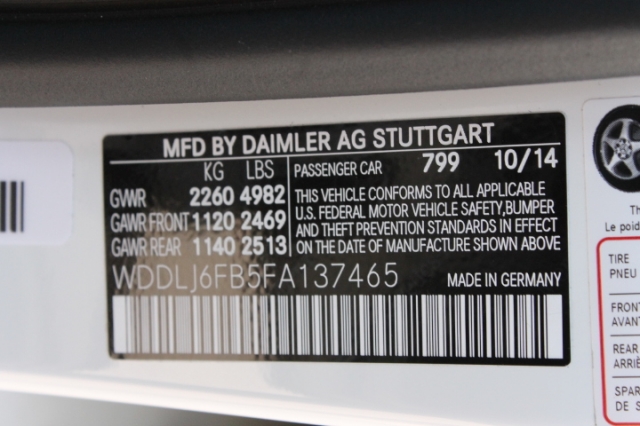 MFD BY DAIMLER AG STUTTGART
KG LBS
GVWR 2260 4982
GAWR FRONT 1120 2469
GAWR REAR 1140 2513
PASSENGER CAR 799 10/14
THIS VEHICLE CONFORMS TO ALL APPLICABLE
U.S. FEDERAL MOTOR VEHICLE SAFETY, BUMPER
AND THEFT PREVENTION STANDARDS IN EFFECT
ON THE DATE OF MANUFACTURE SHOWN ABOVE.
WDDLJ6FB5FA137465
MADE IN GERMANY
Le poid
TIRE
PNEU
FRONT
AVANT
REAR
ARRIÈ
SPAR
DE S